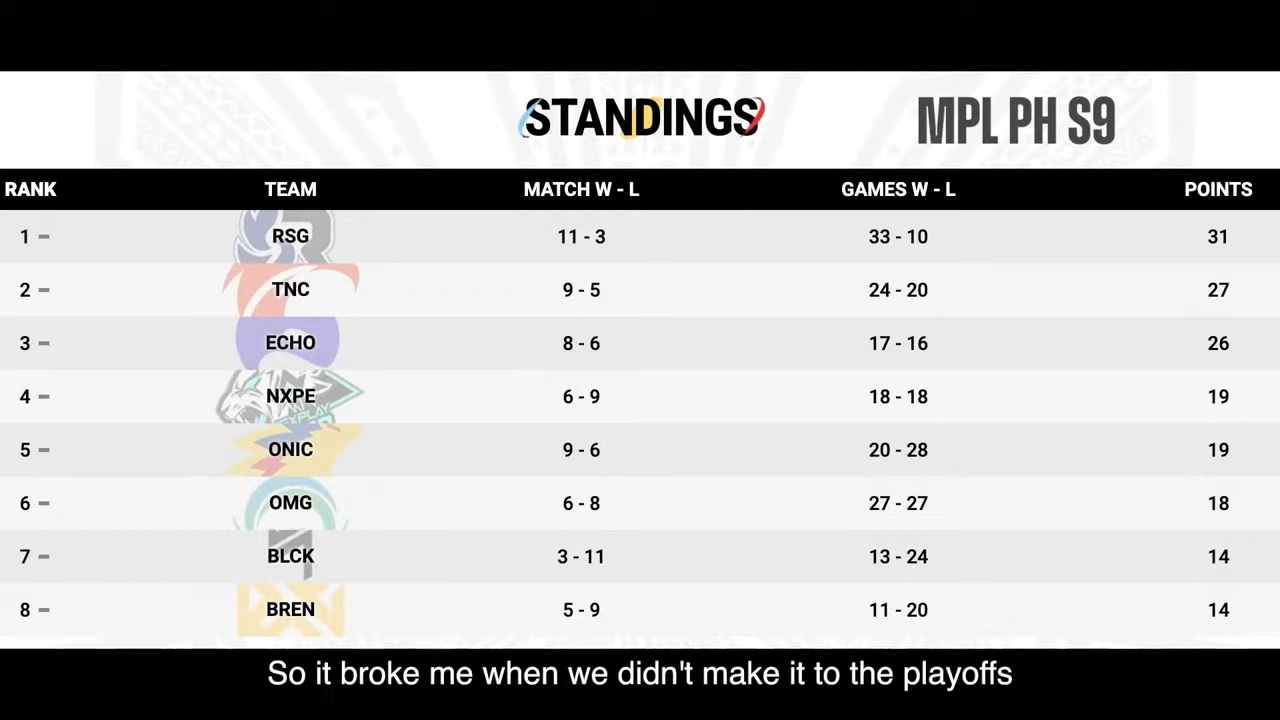 STANDINGS MPL PH S9
RANK TEAM MATCH W - L GAMES W - L POINTS
1 – RSG 11 - 3 33 - 10 31
2 – TNC 9 - 5 24 - 20 27
3 – ECHO 8 - 6 17 - 16 26
4 – NXPE 6 - 9 18 - 18 19
5 – ONIC 9 - 6 20 - 28 19
6 – OMG 6 - 8 27 - 27 18
7 – BLCK 3 - 11 13 - 24 14
8 – BREN 5 - 9 11 - 20 14
So it broke me when we didn't make it to the playoffs